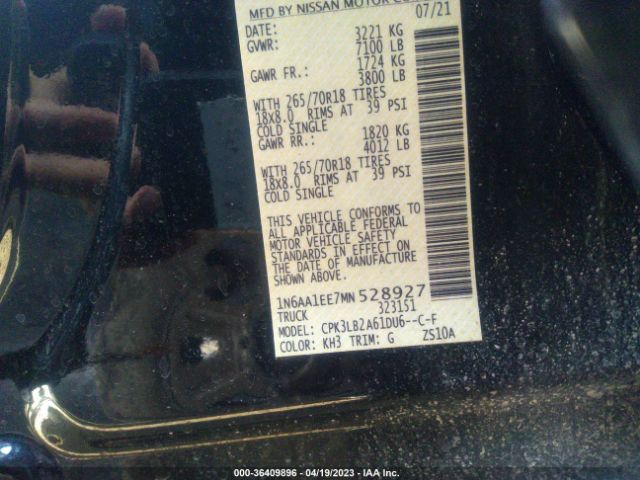 MFD BY NISSAN MOTOR CO
DATE: 07/21
GVWR: 3221 KG
7100 LB
GAWR FR.: 1724 KG
3800 LB
WITH 265/70R18 TIRES
18X8.0 RIMS AT 39 PSI
COLD SINGLE
GAWR RR.: 1820 KG
4012 LB
WITH 265/70R18 TIRES
18X8.0 RIMS AT 39 PSI
COLD SINGLE
THIS VEHICLE CONFORMS TO
ALL APPLICABLE FEDERAL
MOTOR VEHICLE SAFETY
STANDARDS IN EFFECT ON
THE DATE OF MANUFACTURE
SHOWN ABOVE.
1N6AA1EE7MN528927
TRUCK 323151
MODEL: CPK3LB2A61DU6--C-F
COLOR: KH3 TRIM: G ZS10A
000-36409896 - 04/19/2023 - IAA Inc.